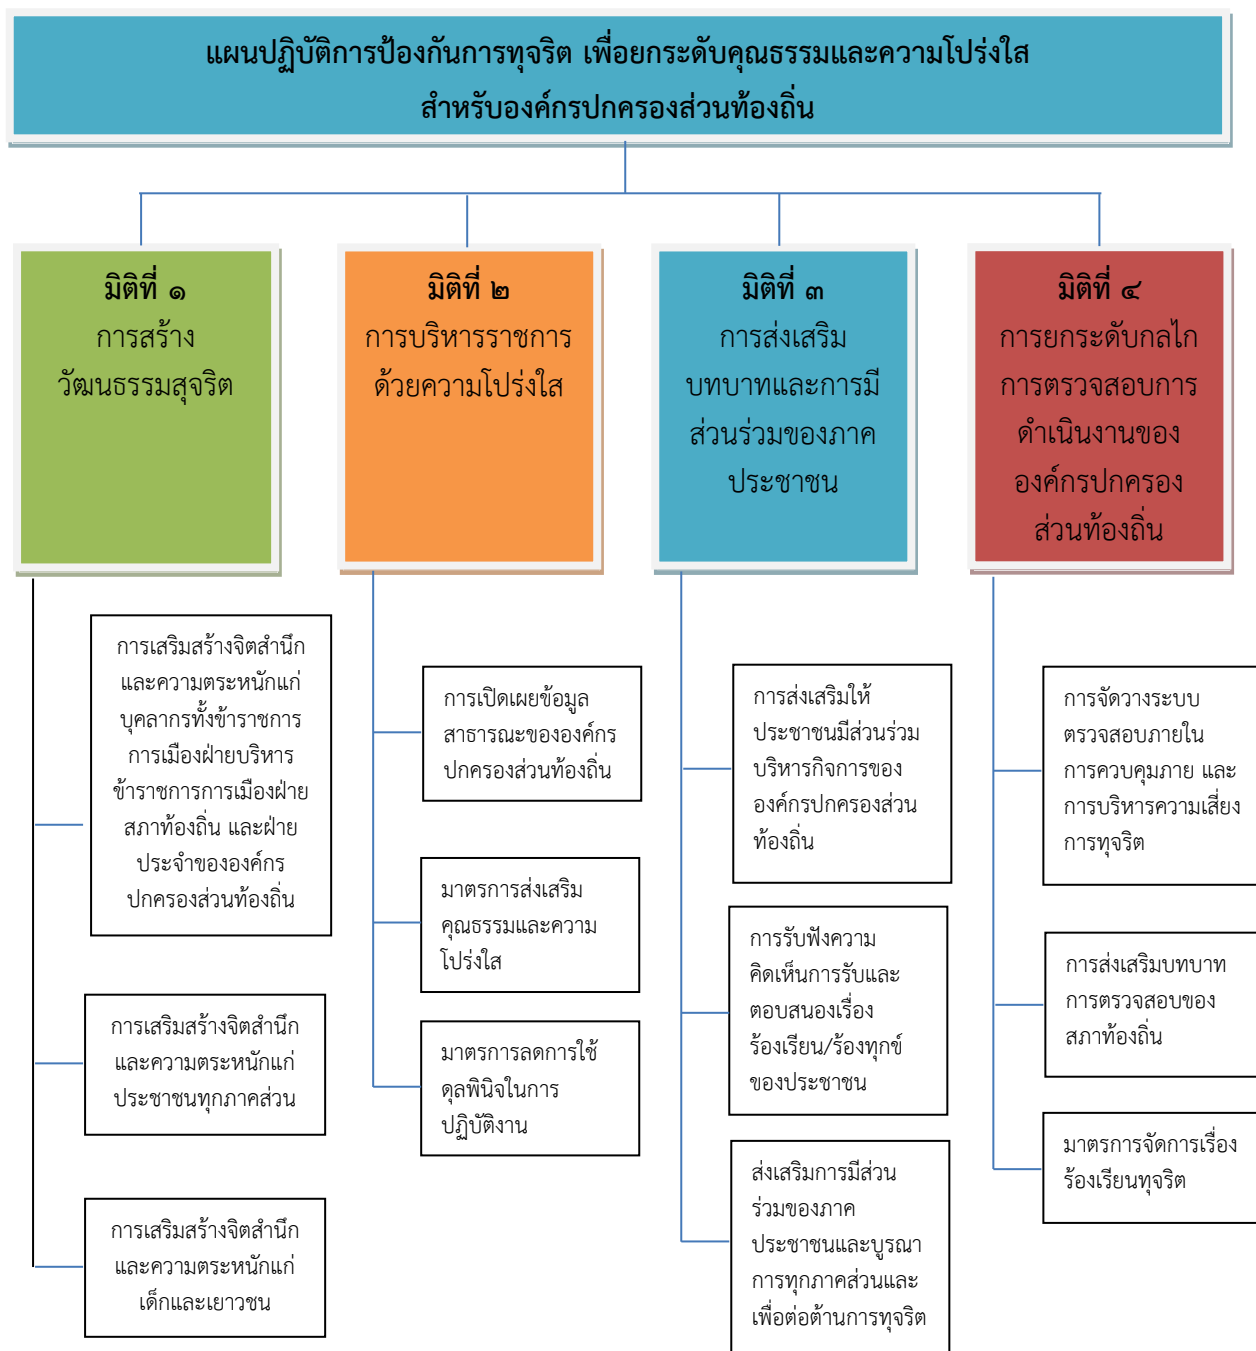 แผนปฏิบัติการป้องกันการทุจริต เพื่อยกระดับคุณธรรมและความโปร่งใส
สำหรับองค์กรปกครองส่วนท้องถิ่น
มิติที่ ๑
การสร้าง
วัฒนธรรมสุจริต
มิติที่ ๒
การบริหารราชการ
ด้วยความโปร่งใส
มิติที่ ๓
การส่งเสริม
บทบาทและการมี
ส่วนร่วมของภาค
ประชาชน
มิติที่ ๔
การยกระดับกลไก
การตรวจสอบการ
ดำเนินงานของ
องค์กรปกครอง
ส่วนท้องถิ่น
การเสริมสร้างจิตสำนึก
และความตระหนักแก่
บุคลากรทั้งข้าราชการ
การเมืองฝ่ายบริหาร
ข้าราชการการเมืองฝ่าย
สภาท้องถิ่น และฝ่าย
ประจำขององค์กร
ปกครองส่วนท้องถิ่น
การเสริมสร้างจิตสำนึก
และความตระหนักแก่
ประชาชนทุกภาคส่วน
การเสริมสร้างจิตสำนึก
และความตระหนักแก่
เด็กและเยาวชน
การเปิดเผยข้อมูล
สาธารณะขององค์กร
ปกครองส่วนท้องถิ่น
มาตรการส่งเสริม
คุณธรรมและความ
โปร่งใส
มาตรการลดการใช้
ดุลพินิจในการ
ปฏิบัติงาน
การส่งเสริมให้
ประชาชนมีส่วนร่วม
บริหารกิจการของ
องค์กรปกครองส่วน
ท้องถิ่น
การรับฟังความ
คิดเห็นการรับและ
ตอบสนองเรื่อง
ร้องเรียน/ร้องทุกข์
ของประชาชน
ส่งเสริมการมีส่วน
ร่วมของภาค
ประชาชนและบูรณา
การทุกภาคส่วนและ
เพื่อต่อต้านการทุจริต
การจัดวางระบบ
ตรวจสอบภายใน
การควบคุมภาย และ
การบริหารความเสี่ยง
การทุจริต
การส่งเสริมบทบาท
การตรวจสอบของ
สภาท้องถิ่น
มาตรการจัดการเรื่อง
ร้องเรียนทุจริต